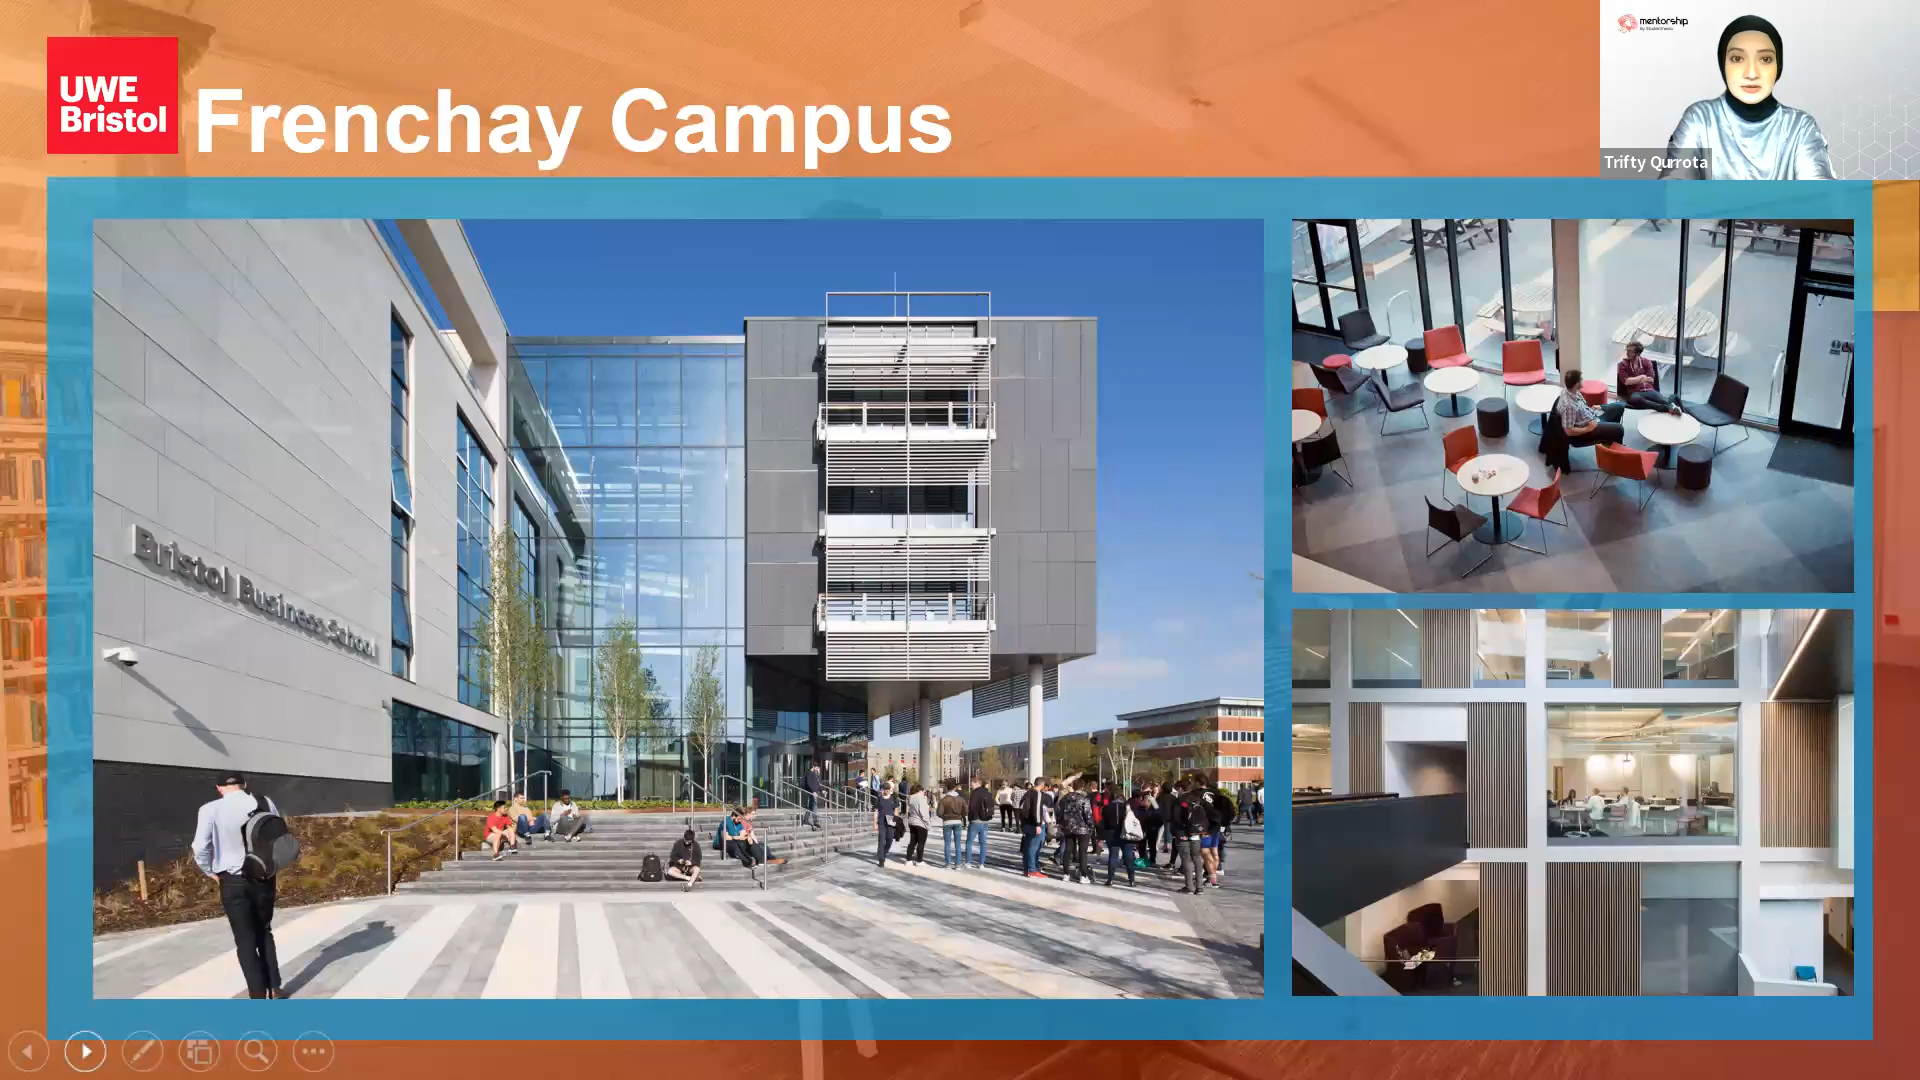 UWE
Bristol
Frenchay Campus
mentorship
Trifty Qurrota
Bristol Business School